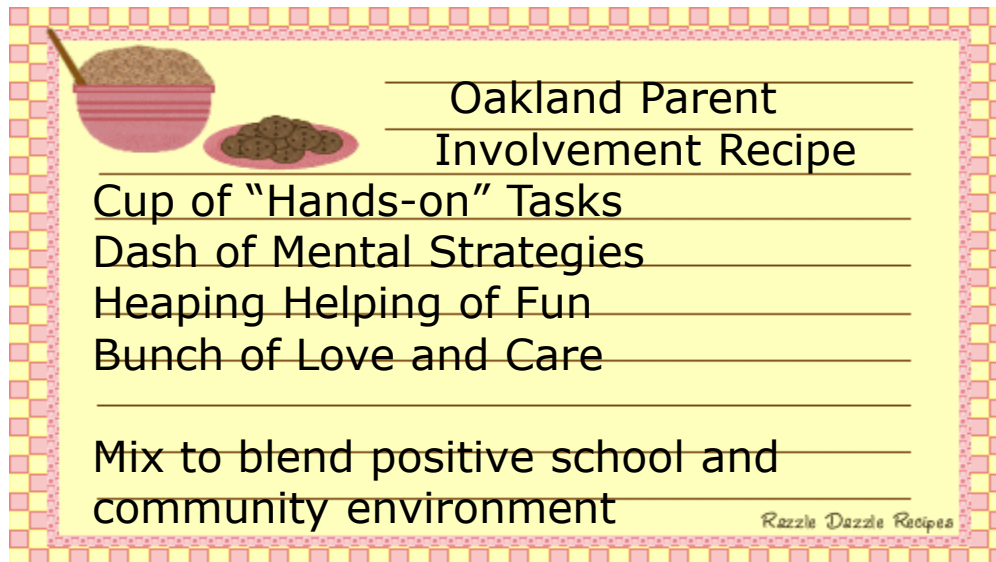 Oakland Parent
Involvement Recipe
Cup of “Hands-on” Tasks
Dash of Mental Strategies
Heaping Helping of Fun
Bunch of Love and Care
Mix to blend positive school and
community environment
Razzle Dazzle Recipes